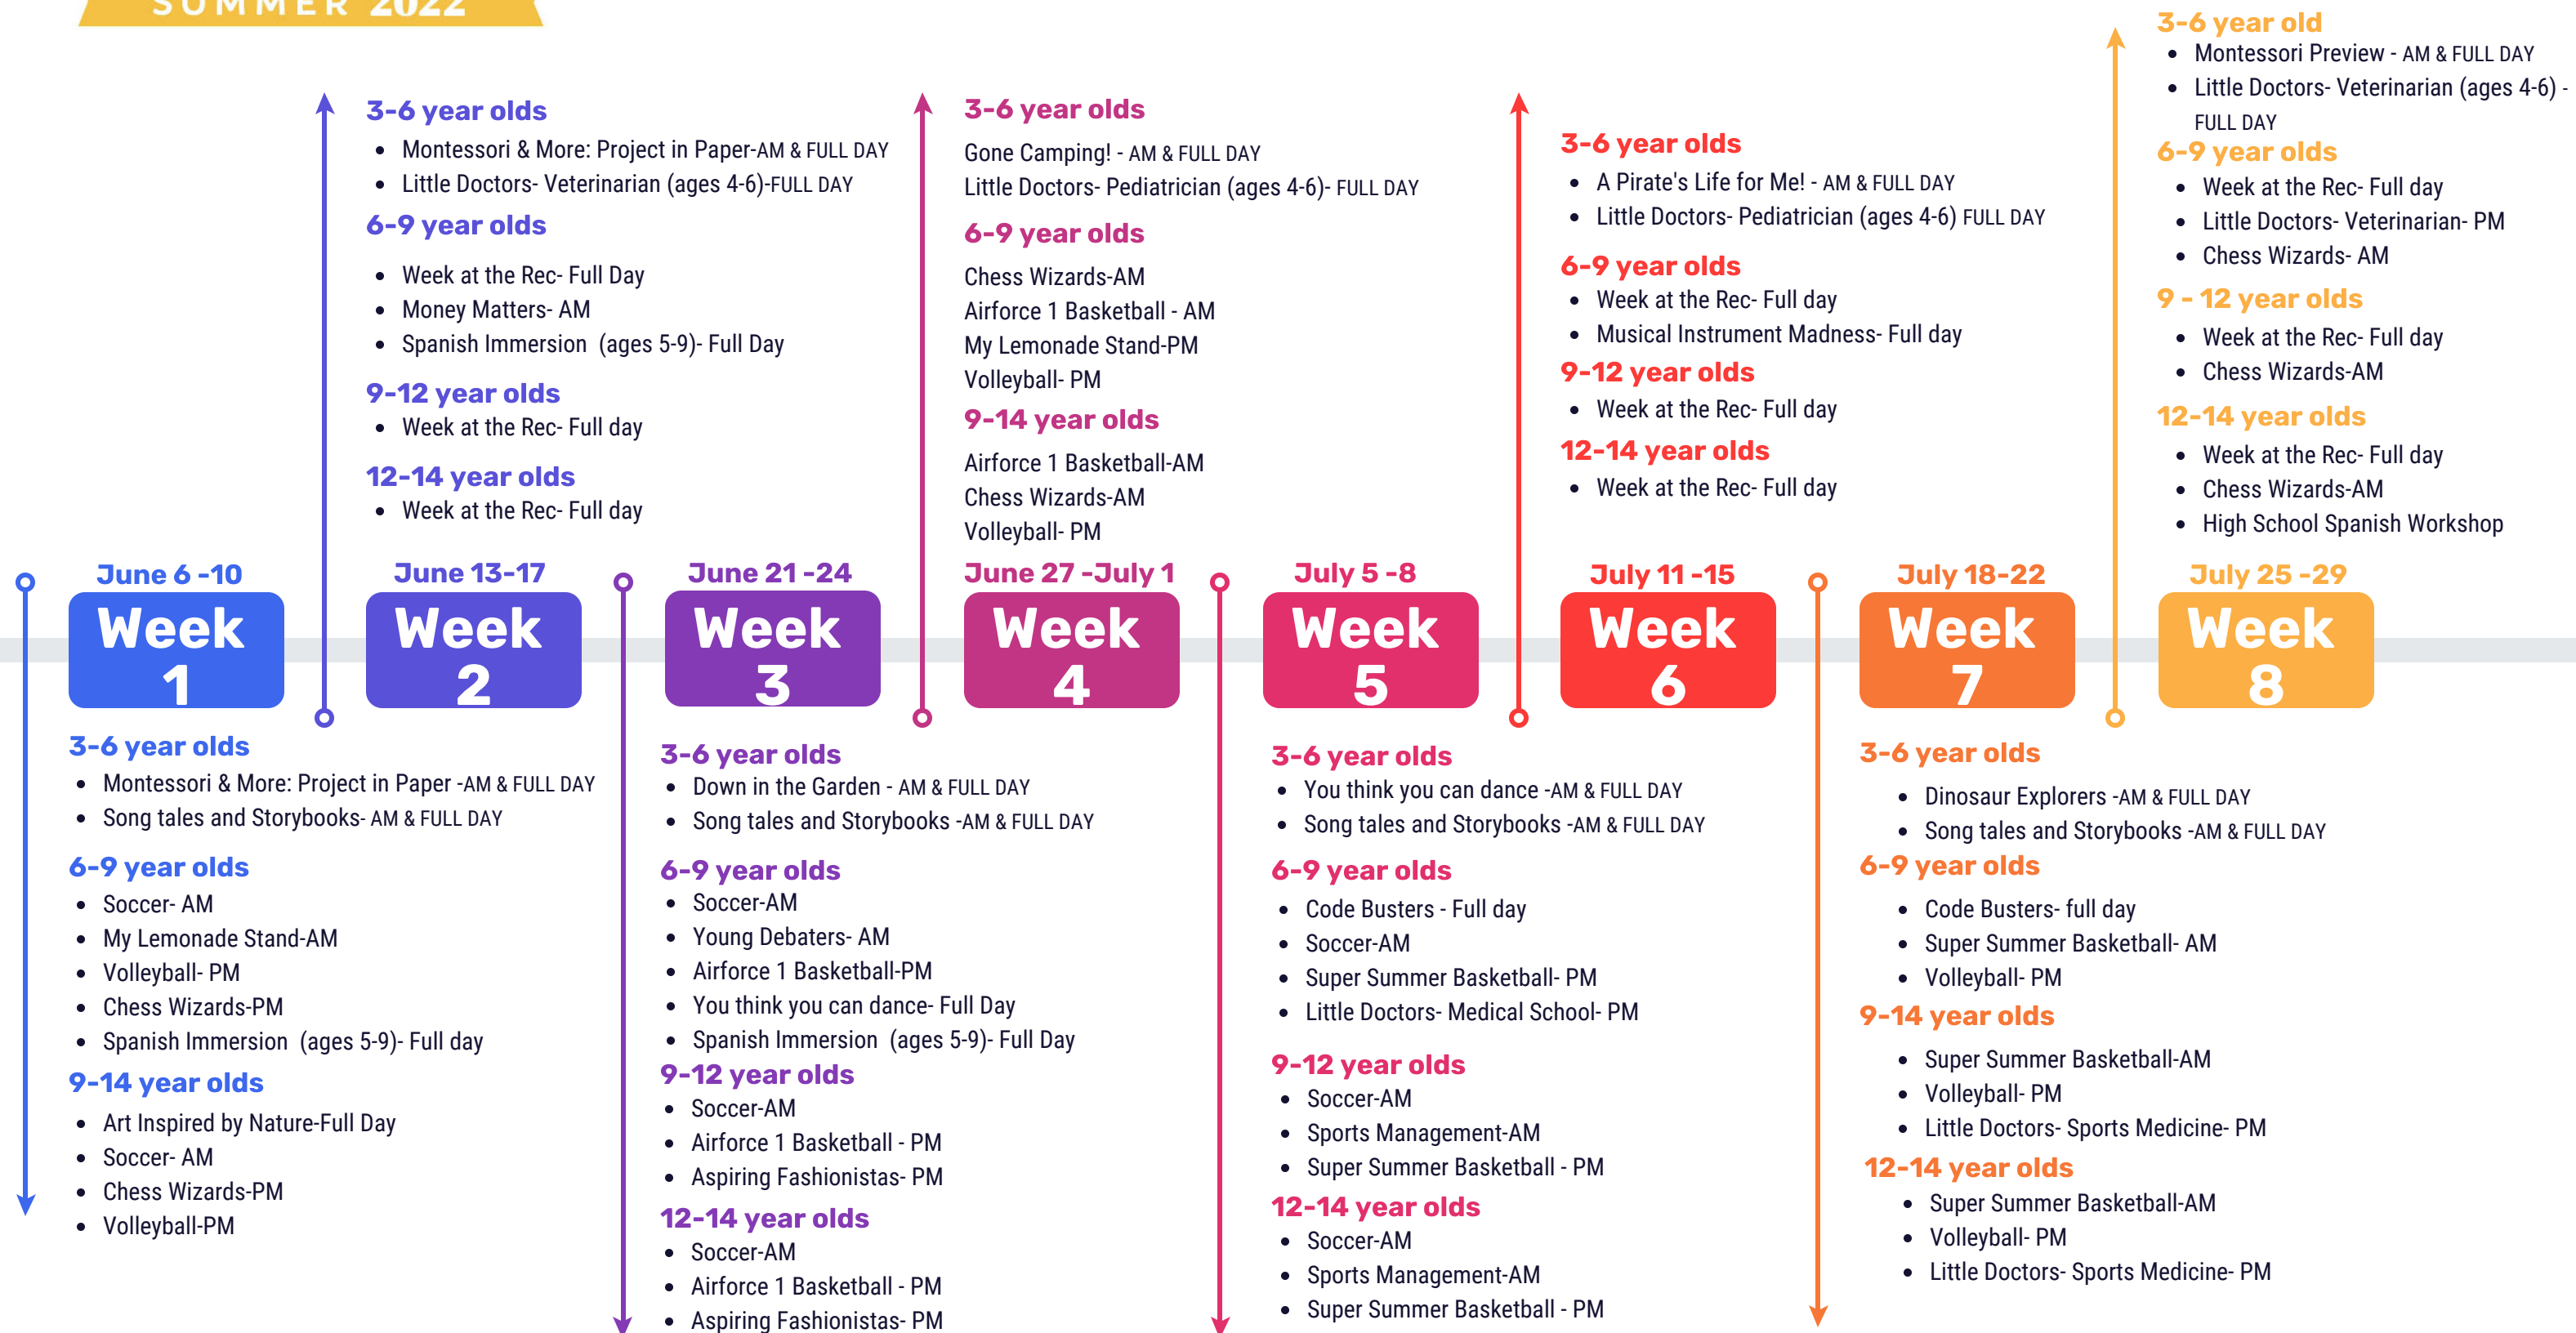 SUMMER 2022
3-6 year olds
Montessori & More: Project in Paper-AM & FULL DAY
Little Doctors- Veterinarian (ages 4-6)-FULL DAY
6-9 year olds
Week at the Rec- Full Day
Money Matters- AM
Spanish Immersion (ages 5-9)- Full Day
9-12 year olds
Week at the Rec- Full day
12-14 year olds
Week at the Rec- Full day
3-6 year olds
Gone Camping! - AM & FULL DAY
Little Doctors- Pediatrician (ages 4-6)- FULL DAY
6-9 year olds
Chess Wizards-AM
Airforce 1 Basketball - AM
My Lemonade Stand-PM
Volleyball- PM
9-14 year olds
Airforce 1 Basketball-AM
Chess Wizards-AM
Volleyball- PM
3-6 year olds
A Pirate's Life for Me! - AM & FULL DAY
Little Doctors- Pediatrician (ages 4-6) FULL DAY
6-9 year olds
Week at the Rec- Full day
Musical Instrument Madness- Full day
9-12 year olds
Week at the Rec- Full day
12-14 year olds
Week at the Rec- Full day
3-6 year old
Montessori Preview - AM & FULL DAY
Little Doctors- Veterinarian (ages 4-6) -
FULL DAY
6-9 year olds
Week at the Rec- Full day
Little Doctors- Veterinarian- PM
Chess Wizards- AM
9 - 12 year olds
Week at the Rec- Full day
Chess Wizards-AM
12-14 year olds
Week at the Rec- Full day
Chess Wizards-AM
High School Spanish Workshop
June 6 -10
Week
1
June 13-17
Week
2
June 21 -24
Week
3
June 27 -July 1
Week
4
July 5 -8
Week
5
July 11 -15
Week
6
July 18-22
Week
7
July 25 -29
Week
8
3-6 year olds
Montessori & More: Project in Paper -AM & FULL DAY
Song tales and Storybooks- AM & FULL DAY
6-9 year olds
Soccer- AM
My Lemonade Stand-AM
Volleyball- PM
Chess Wizards-PM
Spanish Immersion (ages 5-9)- Full day
9-14 year olds
Art Inspired by Nature-Full Day
Soccer- AM
Chess Wizards-PM
Volleyball-PM
3-6 year olds
Down in the Garden - AM & FULL DAY
Song tales and Storybooks -AM & FULL DAY
6-9 year olds
Soccer-AM
Young Debaters- AM
Airforce 1 Basketball-PM
You think you can dance- Full Day
Spanish Immersion (ages 5-9)- Full Day
9-12 year olds
Soccer-AM
Airforce 1 Basketball - PM
Aspiring Fashionistas- PM
12-14 year olds
Soccer-AM
Airforce 1 Basketball - PM
Aspiring Fashionistas- PM
3-6 year olds
You think you can dance -AM & FULL DAY
Song tales and Storybooks -AM & FULL DAY
6-9 year olds
Code Busters - Full day
Soccer-AM
Super Summer Basketball- PM
Little Doctors- Medical School- PM
9-12 year olds
Soccer-AM
Sports Management-AM
Super Summer Basketball - PM
12-14 year olds
Soccer-AM
Sports Management-AM
Super Summer Basketball - PM
3-6 year olds
Dinosaur Explorers -AM & FULL DAY
Song tales and Storybooks -AM & FULL DAY
6-9 year olds
Code Busters- full day
Super Summer Basketball- AM
Volleyball- PM
9-14 year olds
Super Summer Basketball-AM
Volleyball- PM
Little Doctors- Sports Medicine- PM
12-14 year olds
Super Summer Basketball-AM
Volleyball- PM
Little Doctors- Sports Medicine- PM